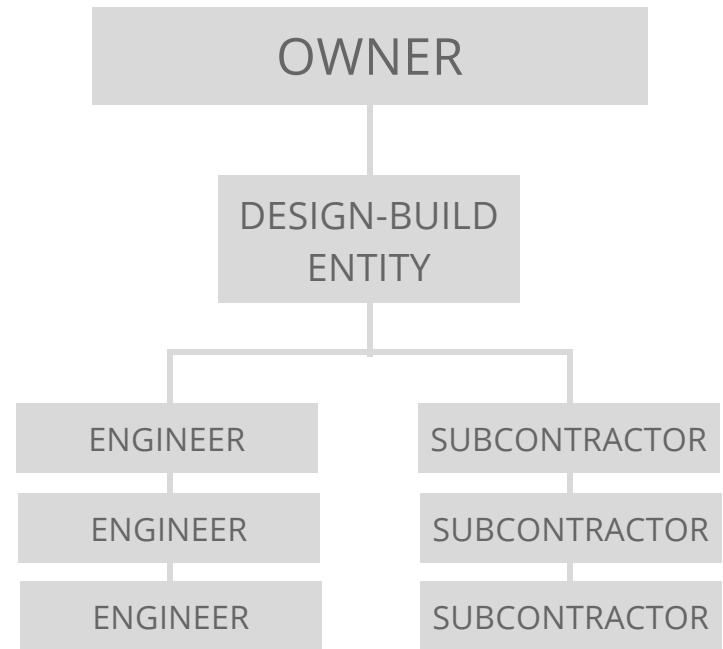 OWNER
DESIGN-BUILD
ENTITY
ENGINEER
SUBCONTRACTOR
ENGINEER
SUBCONTRACTOR
ENGINEER
SUBCONTRACTOR